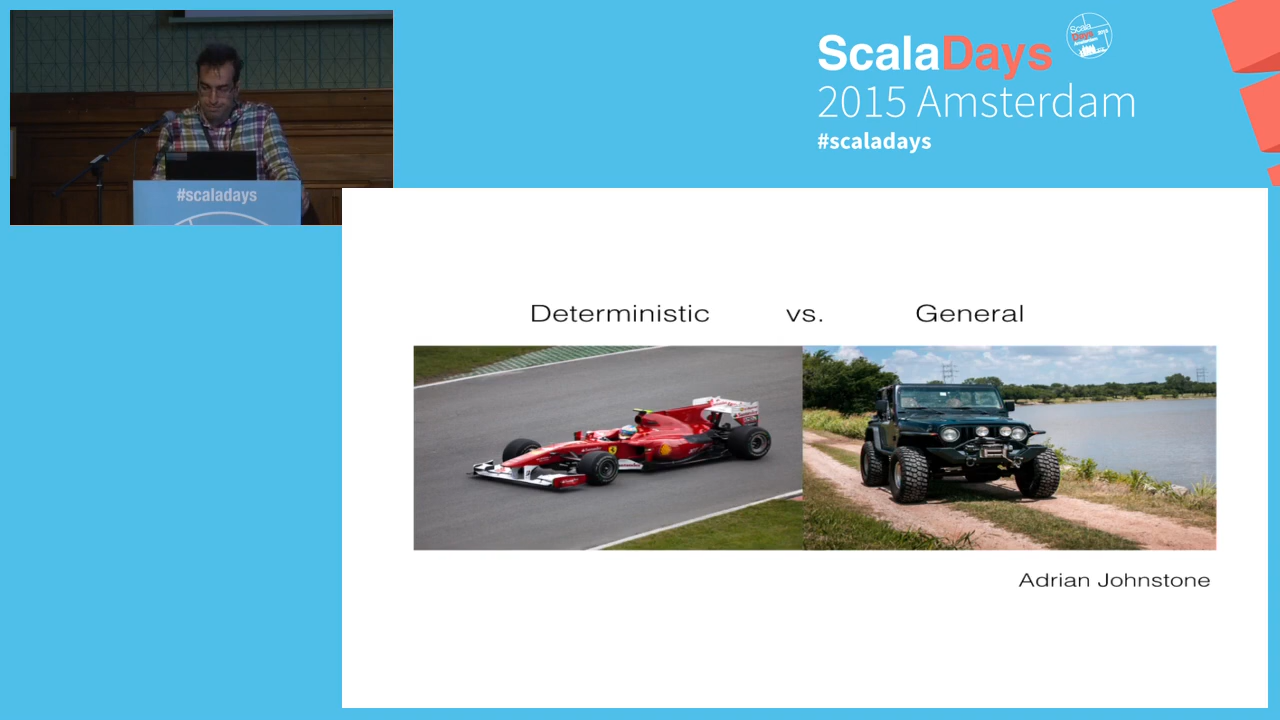 ScalaDays
2015 Amsterdam
#scaladays
#scaladays
Deterministic vs. General
Adrian Johnstone